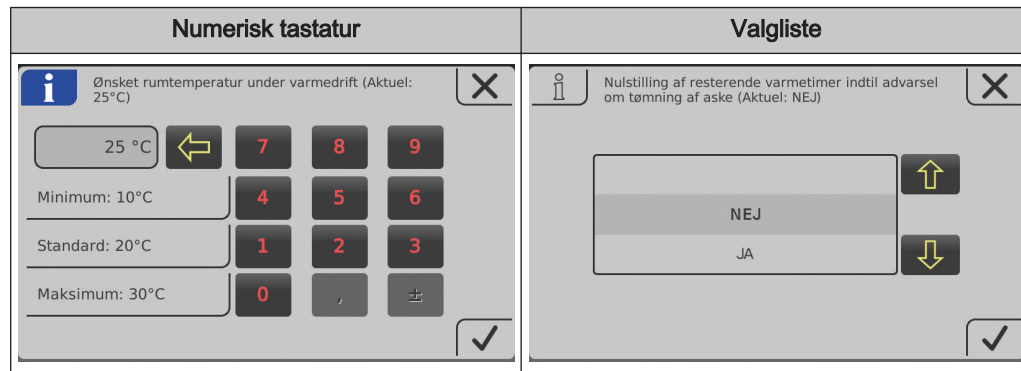 Numerisk tastatur
Valgliste
i
Ønsket rumtemperatur under varmedrift (Aktuel:
25°C)
25 °C
7 8 9
Minimum: 10°C
4 5 6
Standard: 20°C
1 2 3
Maksimum: 30°C
0 , ±
i
Nulstilling af resterende varmetimer indtil advarsel
om tømning af aske (Aktuel: NEJ)
NEJ
JA